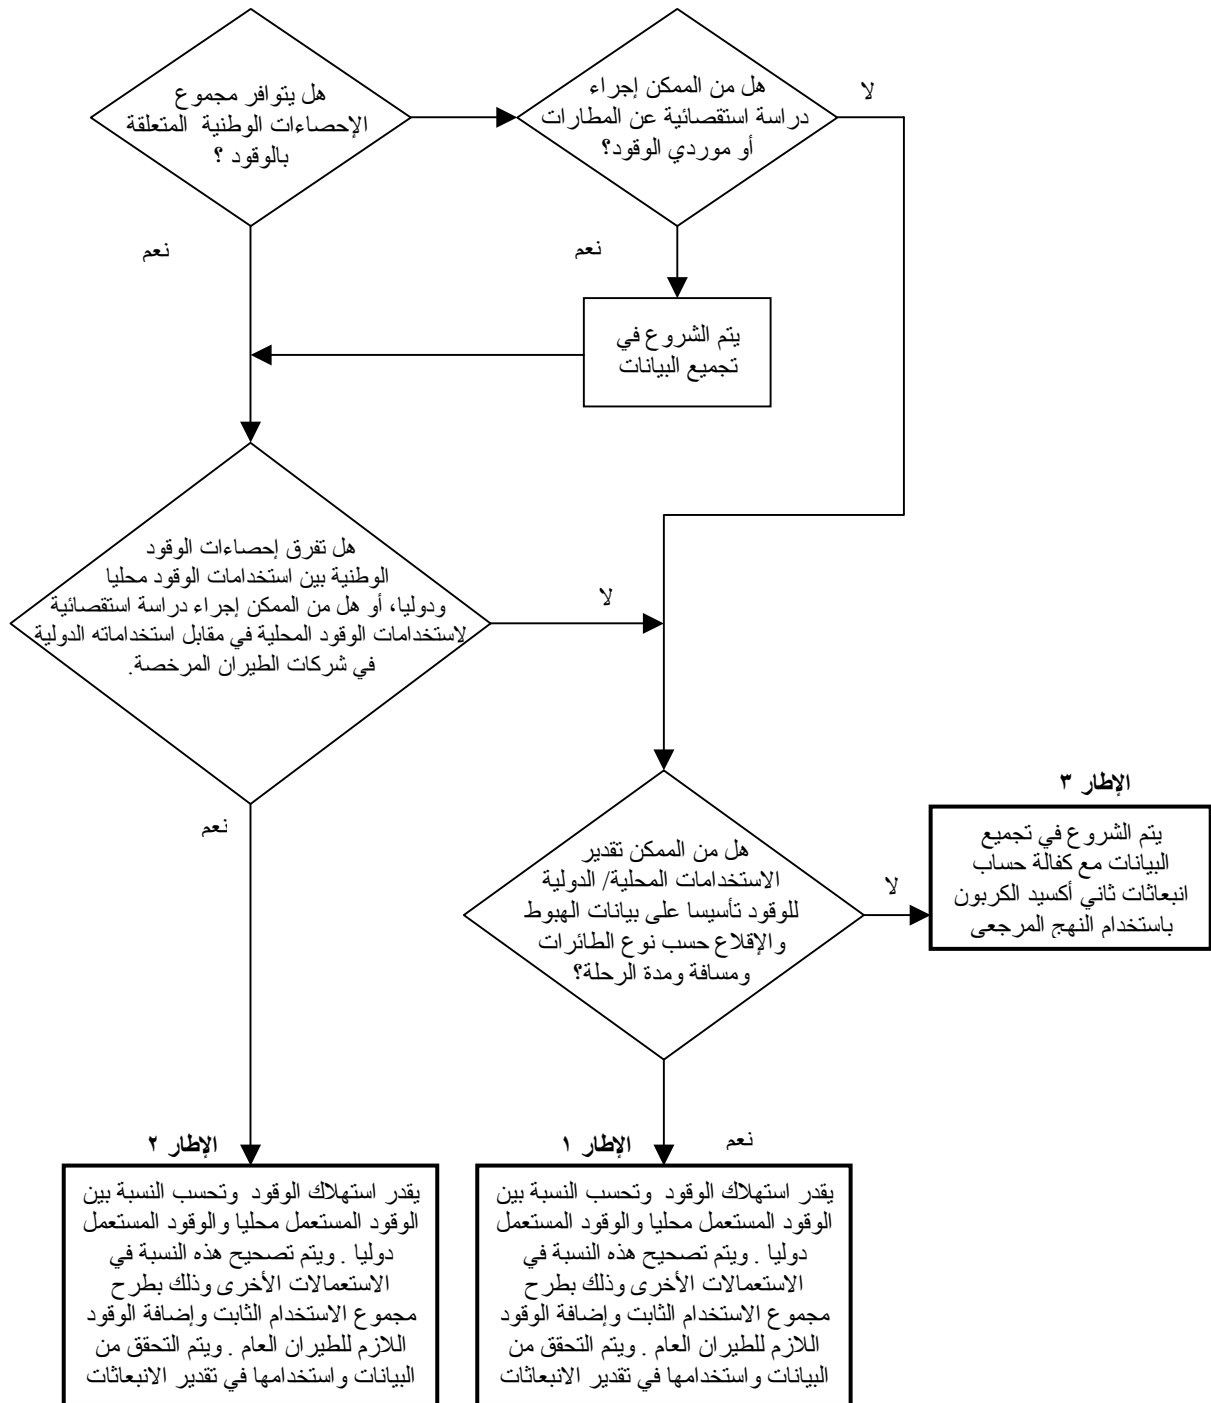 هل يتوافر مجموع
الإحصاءات الوطنية المتعلقة
بالوقود ؟
هل من الممكن إجراء
دراسة استقصائية عن المطارات
أو موردي الوقود؟
لا
نعم
نعم
يتم الشروع في
تجميع البيانات
هل تفرق إحصاءات الوقود
الوطنية بين استخدامات الوقود محليا
ودوليا، أو هل من الممكن إجراء دراسة استقصائية
لاستخدامات الوقود المحلية في مقابل استخداماته الدولية
في شركات الطيران المرخصة.
لا
نعم
هل من الممكن تقدير
الاستخدامات المحلية/ الدولية
للوقود تأسيسا على بيانات الهبوط
والإقلاع حسب نوع الطائرات
ومسافة ومدة الرحلة؟
لا
الإطار ٣
يتم الشروع في تجميع
البيانات مع كفالة حساب
انبعاثات ثاني أكسيد الكربون
باستخدام النهج المرجعي
نعم
الإطار ١
يقدر استهلاك الوقود وتحسب النسبة بين
الوقود المستعمل محليا والوقود المستعمل
دوليا . ويتم تصحيح هذه النسبة في
الاستعمالات الأخرى وذلك بطرح
مجموع الاستخدام الثابت وإضافة الوقود
اللازم للطيران العام . ويتم التحقق من
البيانات واستخدامها في تقدير الانبعاثات
الإطار ٢
يقدر استهلاك الوقود وتحسب النسبة بين
الوقود المستعمل محليا والوقود المستعمل
دوليا . ويتم تصحيح هذه النسبة في
الاستعمالات الأخرى وذلك بطرح
مجموع الاستخدام الثابت وإضافة الوقود
اللازم للطيران العام . ويتم التحقق من
البيانات واستخدامها في تقدير الانبعاثات